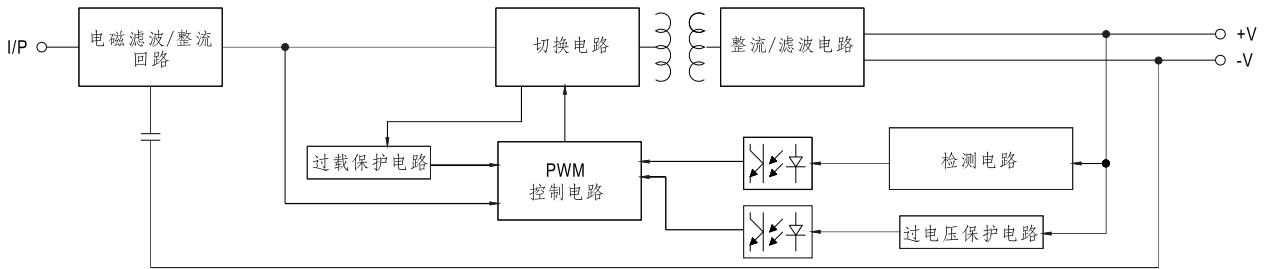 I/P
电磁滤波/整流
回路
切换电路
整流/滤波电路
+V
-V
过载保护电路
PWM
控制电路
检测电路
过电压保护电路